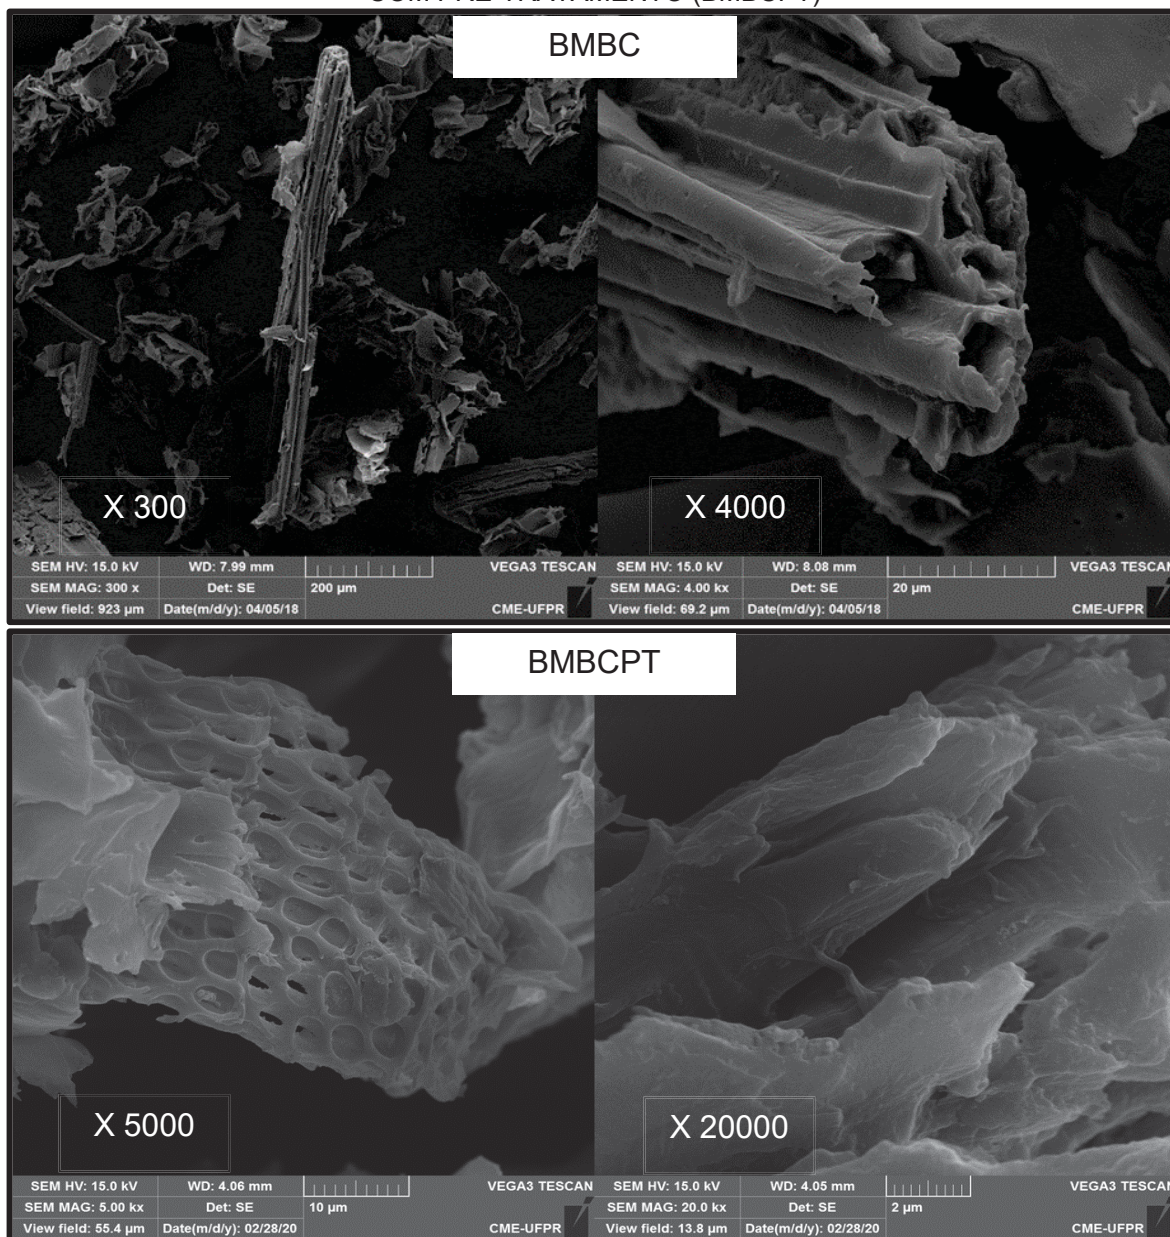 BMBC
X 300
X 4000
SEM HV: 15.0 kV WD: 7.99 mm VEGA3 TESCAN
SEM MAG: 300 x Det: SE 200 µm
View field: 923 µm Date(m/d/y): 04/05/18 CME-UFPR
SEM HV: 15.0 kV WD: 8.08 mm VEGA3 TESCAN
SEM MAG: 4.00 kx Det: SE 20 µm
View field: 69.2 µm Date(m/d/y): 04/05/18 CME-UFPR
BMBCPT
X 5000
X 20000
SEM HV: 15.0 kV WD: 4.06 mm VEGA3 TESCAN
SEM MAG: 5.00 kx Det: SE 10 µm
View field: 55.4 µm Date(m/d/y): 02/28/20 CME-UFPR
SEM HV: 15.0 kV WD: 4.05 mm VEGA3 TESCAN
SEM MAG: 20.0 kx Det: SE 2 µm
View field: 13.8 µm Date(m/d/y): 02/28/20 CME-UFPR